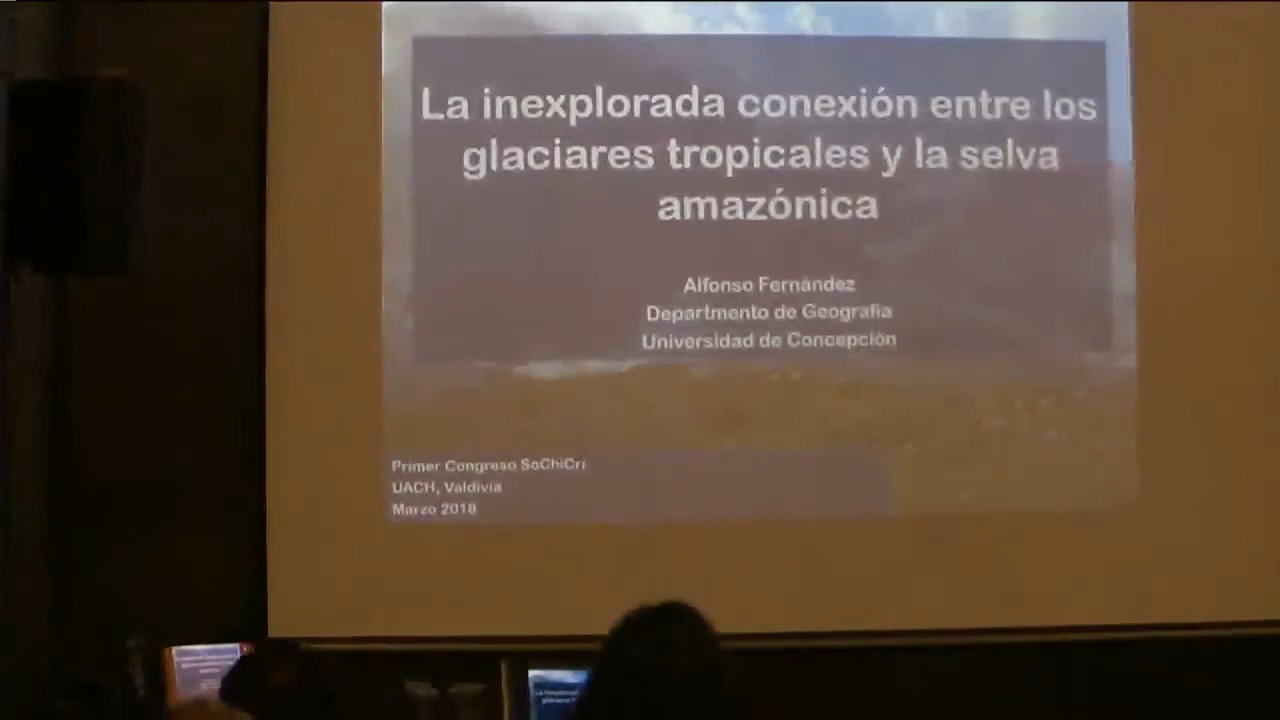 La inexplorada conexión entre los
glaciares tropicales y la selva
amazónica
Alfonso Fernández
Departmento de Geografía
Universidad de Concepción
Primer Congreso SoChiCri
UACH, Valdivia
Marzo 2018